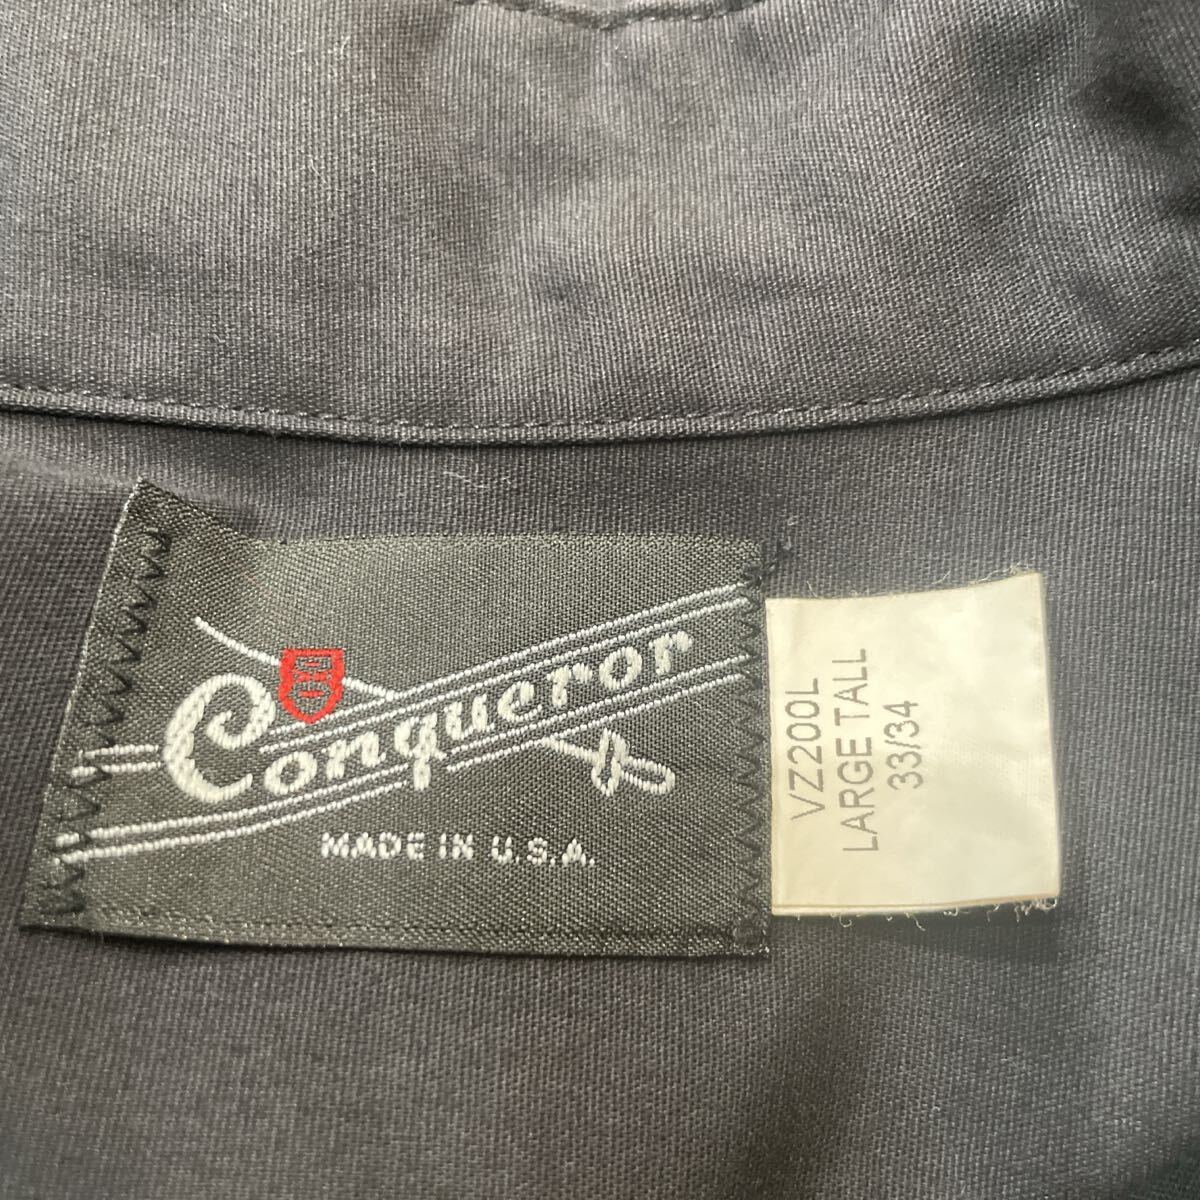 Conqueror
MADE IN U.S.A.
VZ200L
LARGE TALL
33/34